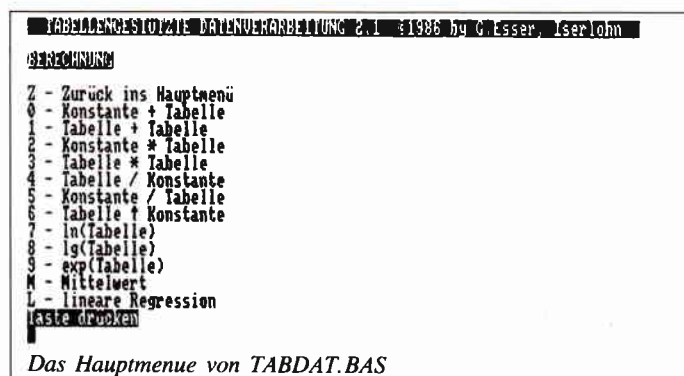 TABELLENGESTÜTZTE DATENVERARBEITUNG 2.1 ©1986 by G.Esser, Iserlohn
BERECHNUNG
Z - Zurück ins Hauptmenü
0 - Konstante + Tabelle
1 - Tabelle + Tabelle
2 - Konstante * Tabelle
3 - Tabelle * Tabelle
4 - Tabelle / Konstante
5 - Konstante / Tabelle
6 - Tabelle ↑ Konstante
7 - ln(Tabelle)
8 - lg(Tabelle)
9 - exp(Tabelle)
M - Mittelwert
L - lineare Regression
Taste drücken
Das Hauptmenue von TABDAT.BAS